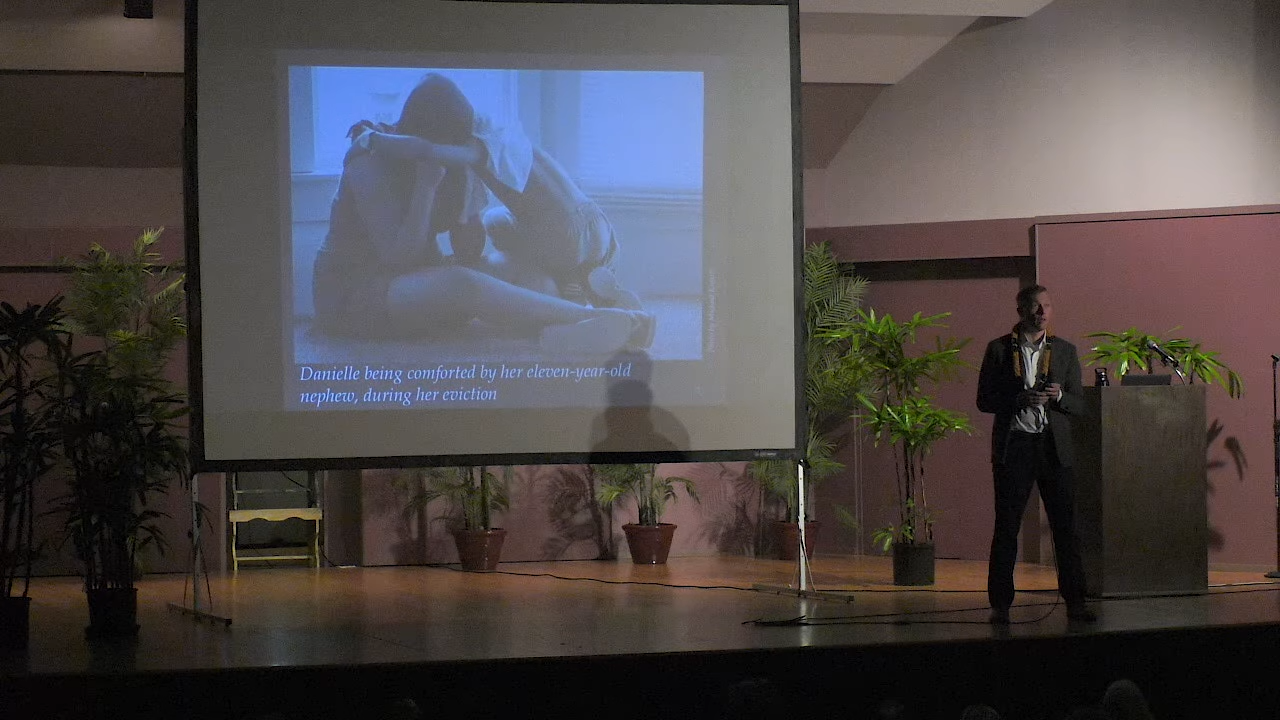 Danielle being comforted by her eleven-year-old
nephew, during her eviction